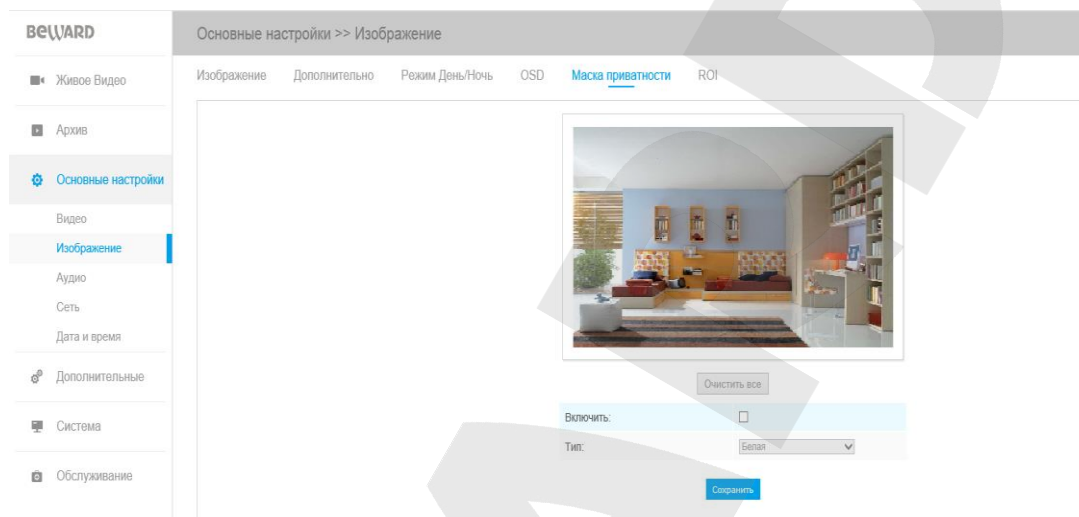 BEWARD
Основные настройки >> Изображение
Живое Видео
Архив
Основные настройки
Видео
Изображение
Аудио
Сеть
Дата и время
Дополнительные
Система
Обслуживание
Изображение Дополнительно Режим День/Ночь OSD Маска приватности ROI
Очистить все
Включить:
Тип: Белая
Сохранить